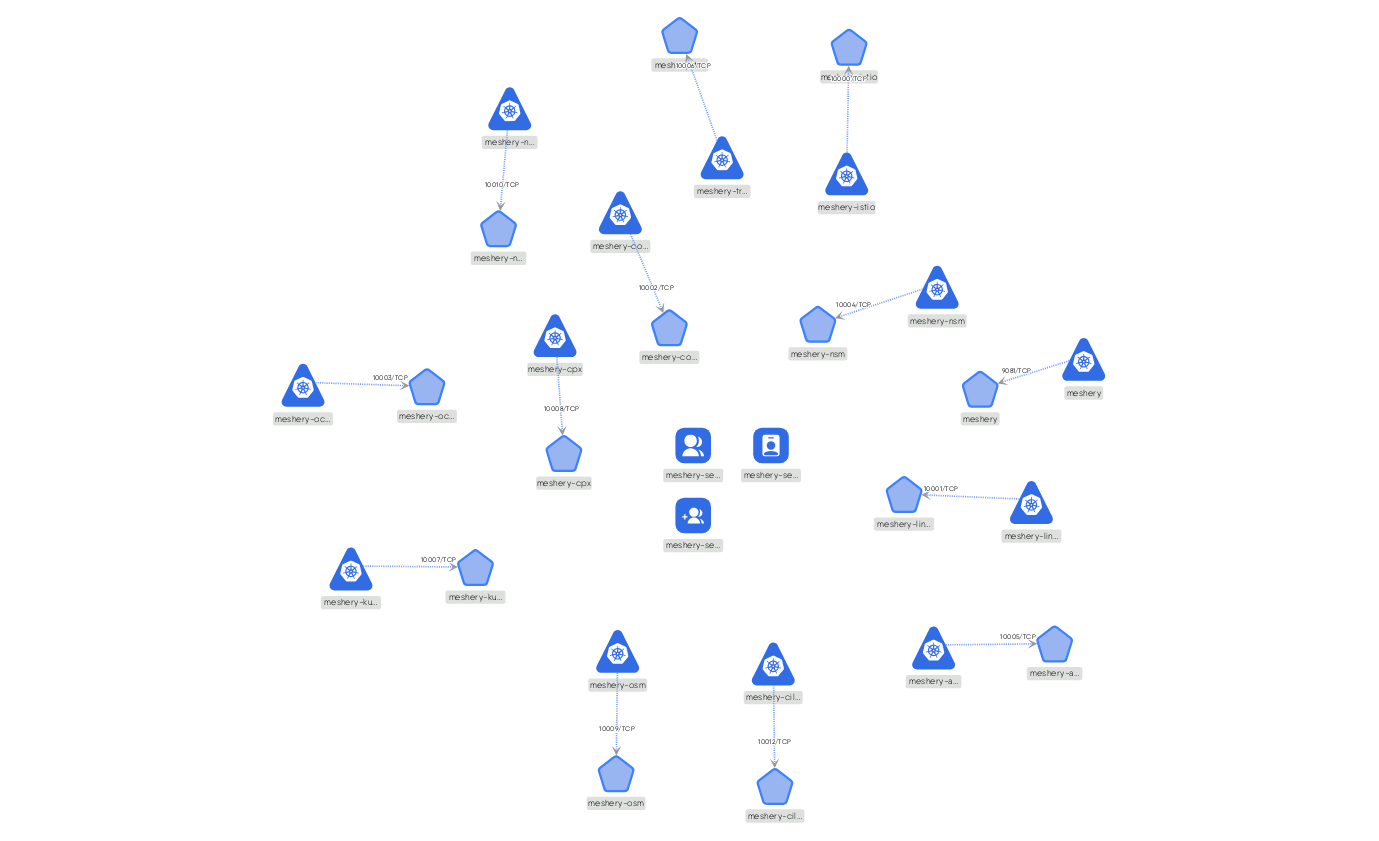 10006/TCP
10000/TCP
meshery-n...
10010/TCP
meshery-n...
meshery-tr...
meshery-istio
meshery-co...
10002/TCP
meshery-co...
10004/TCP
meshery-nsm
meshery-nsm
meshery-cpx
10008/TCP
meshery-cpx
10003/TCP
meshery-oc...
meshery-oc...
9081/TCP
meshery
meshery
meshery-se...
meshery-se...
meshery-se...
10001/TCP
meshery-lin...
meshery-lin...
10007/TCP
meshery-ku...
meshery-ku...
10005/TCP
meshery-a...
meshery-a...
meshery-osm
10009/TCP
meshery-osm
meshery-cil...
10012/TCP
meshery-cil...